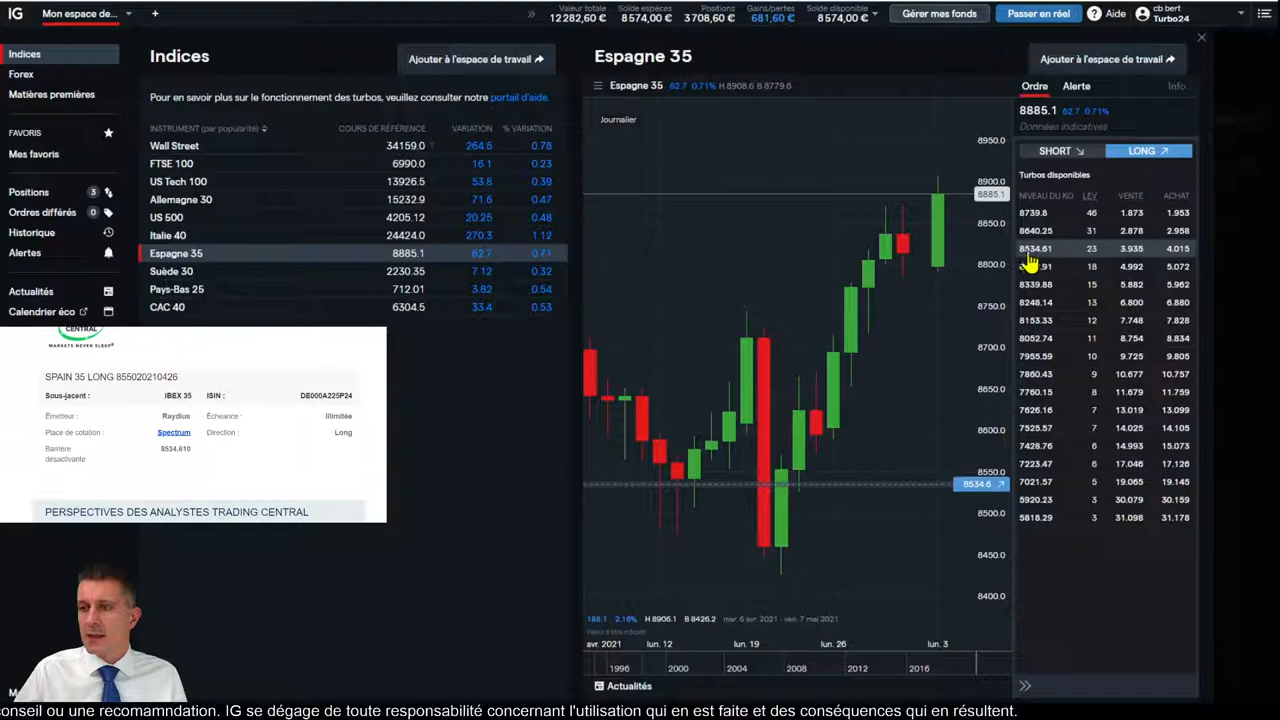 IG Mon espace de... +
Valeur totale 12 282,60 €
Solde espèces 8 574,00 €
Positions 3 708,60 €
Gains/pertes 681,60 €
Solde disponible 8 574,00 €
Gérer mes fonds
Passer en réel
? Aide
cb bert
Turbo24
Indices
Forex
Matières premières
FAVORIS
Mes favoris
Positions 3
Ordres différés 0
Historique
Alertes
Actualités
Calendrier éco
Indices
Ajouter à l'espace de travail
Pour en savoir plus sur le fonctionnement des turbos, veuillez consulter notre portail d'aide.
INSTRUMENT (par popularité) COURS DE RÉFÉRENCE VARIATION % VARIATION
Wall Street 34159.0 264.5 0.78
FTSE 100 6990.0 16.1 0.23
US Tech 100 13926.5 53.8 0.39
Allemagne 30 15232.9 71.6 0.47
US 500 4205.12 20.25 0.48
Italie 40 24424.0 270.3 1.12
Espagne 35 8885.1 62.7 0.71
Suède 30 2230.35 7.12 0.32
Pays-Bas 25 712.01 3.82 0.54
CAC 40 6304.5 33.4 0.53
CENTRAL
MARKETS NEVER SLEEP®
SPAIN 35 LONG 855020210426
Sous-jacent : IBEX 35 ISIN : DE000A225P24
Émetteur : Raydius Écheance : Illimitée
Place de cotation : Spectrum Direction : Long
Barrière désactivante 8534.610
PERSPECTIVES DES ANALYSTES TRADING CENTRAL
Espagne 35
Ajouter à l'espace de travail
Espagne 35 62.7 0.71% H 8908.6 B 8779.6
Journalier
8950.0
8900.0
8885.1
8850.0
8800.0
8750.0
8700.0
8650.0
8600.0
8550.0
8534.6
8500.0
8450.0
8400.0
188.1 2.16% H 8906.1 B 8426.2 mar. 6 avr. 2021 - ven. 7 mai 2021
avr. 2021 lun. 12 lun. 19 lun. 26 lun. 3
1996 2000 2004 2008 2012 2016
Actualités
Ordre Alerte Info
8885.1 62.7 0.71%
Données indicatives
SHORT LONG
Turbos disponibles
NIVEAU DU KO LEV VENTE ACHAT
8739.8 46 1.873 1.953
8640.25 31 2.878 2.958
8534.61 23 3.935 4.015
.91 18 4.992 5.072
8339.88 15 5.882 5.962
8248.14 13 6.800 6.880
8153.33 12 7.748 7.828
8052.74 11 8.754 8.834
7955.59 10 9.725 9.805
7860.43 9 10.677 10.757
7760.15 8 11.679 11.759
7626.16 7 13.019 13.099
7525.57 7 14.025 14.105
7428.76 6 14.993 15.073
7223.47 6 17.046 17.126
7021.57 5 19.065 19.145
5920.23 3 30.079 30.159
5818.29 3 31.098 31.178
conseil ou une recomamndation. IG se dégage de toute responsabilité concernant l'utilisation qui en est faite et des conséquences qui en résultent.